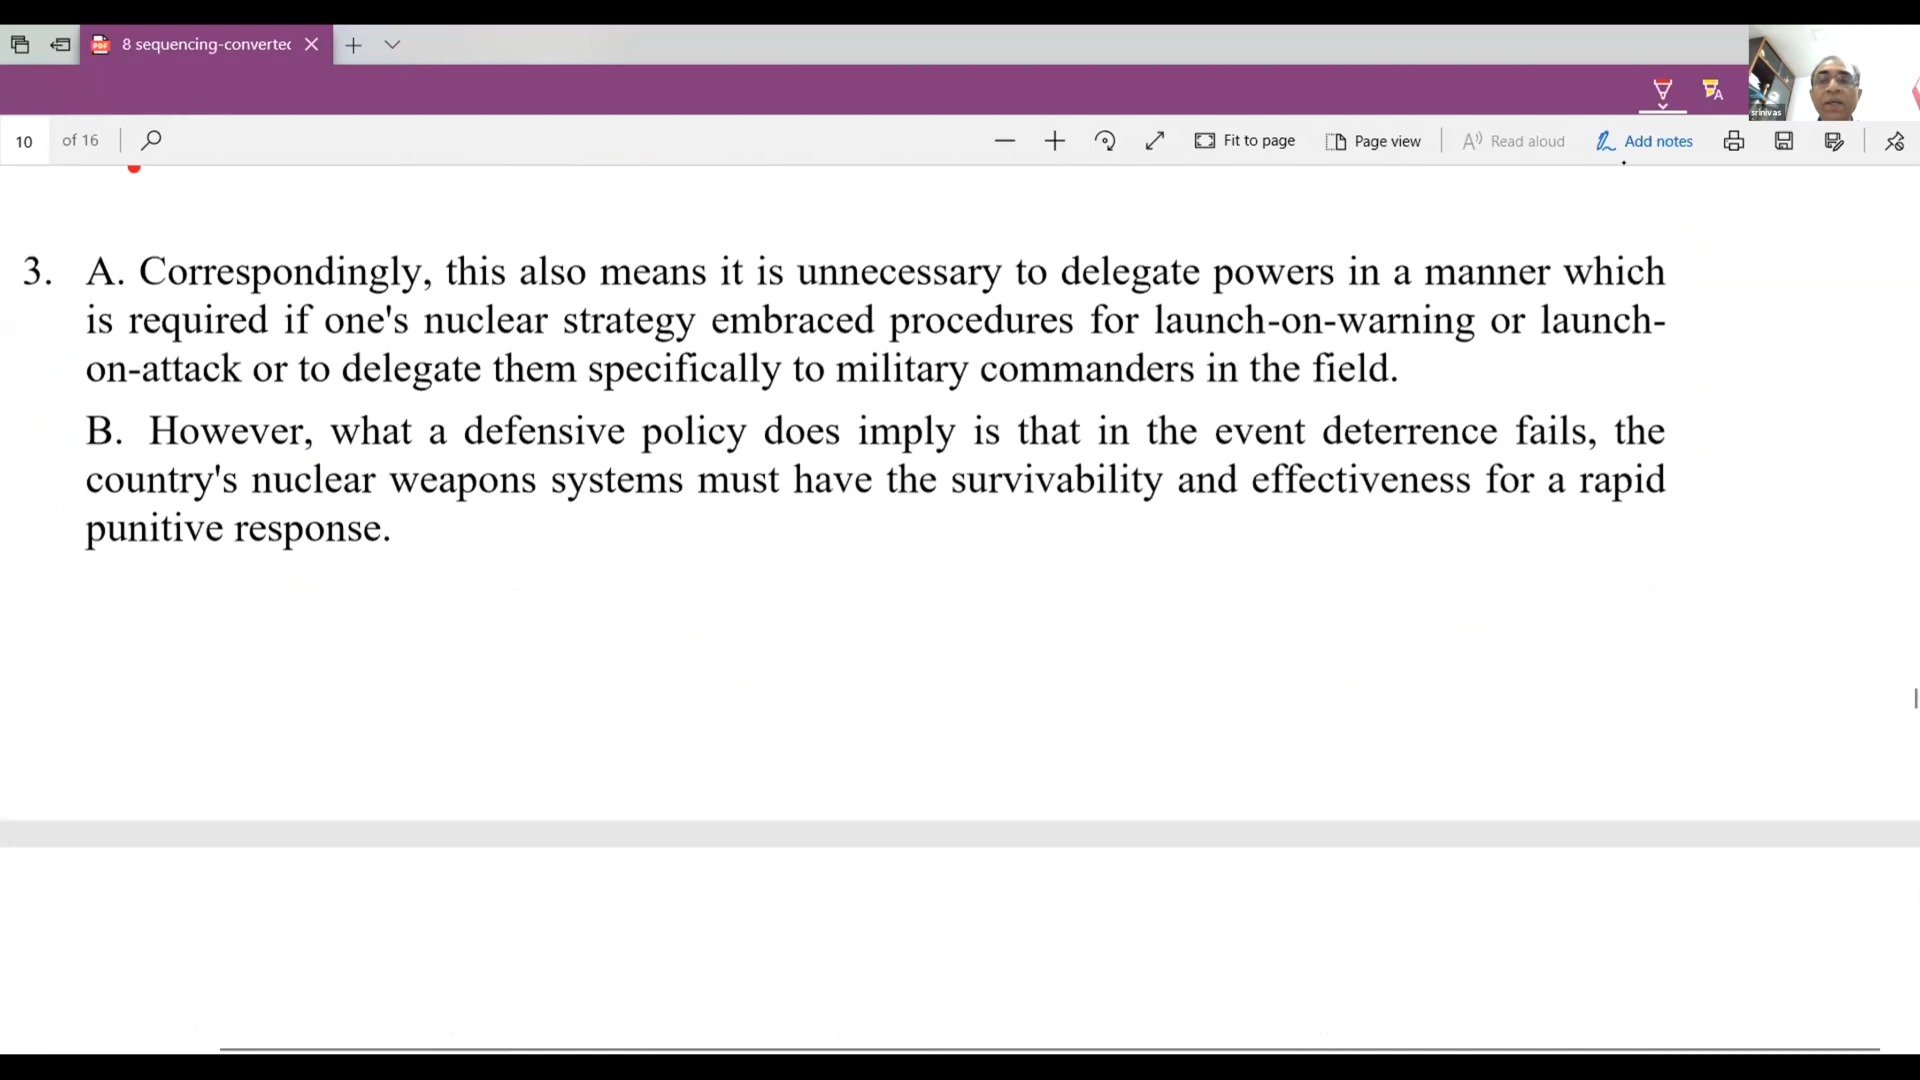 8 sequencing-converted
10 of 16 Fit to page Page view Read aloud Add notes
srinivas
3. A. Correspondingly, this also means it is unnecessary to delegate powers in a manner which
is required if one's nuclear strategy embraced procedures for launch-on-warning or launch-
on-attack or to delegate them specifically to military commanders in the field.
B. However, what a defensive policy does imply is that in the event deterrence fails, the
country's nuclear weapons systems must have the survivability and effectiveness for a rapid
punitive response.